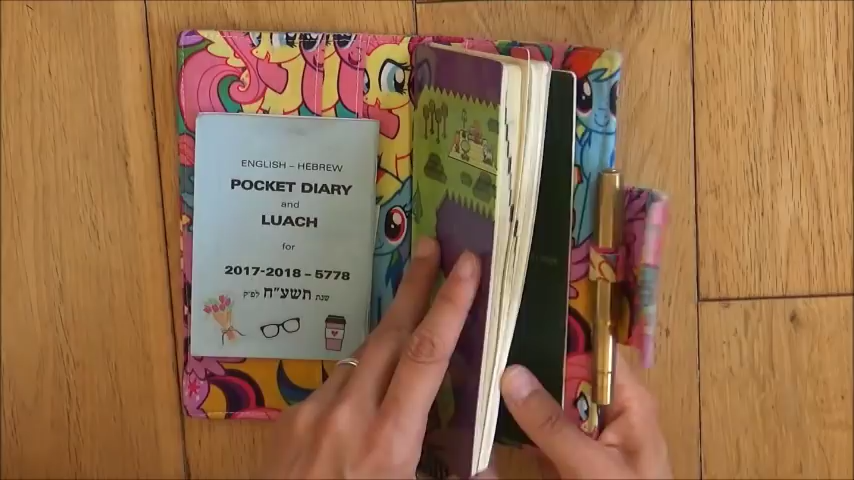 ENGLISH – HEBREW
POCKET DIARY
and
LUACH
for
2017-2018 – 5778
שנת תשע"ח לפ"ק